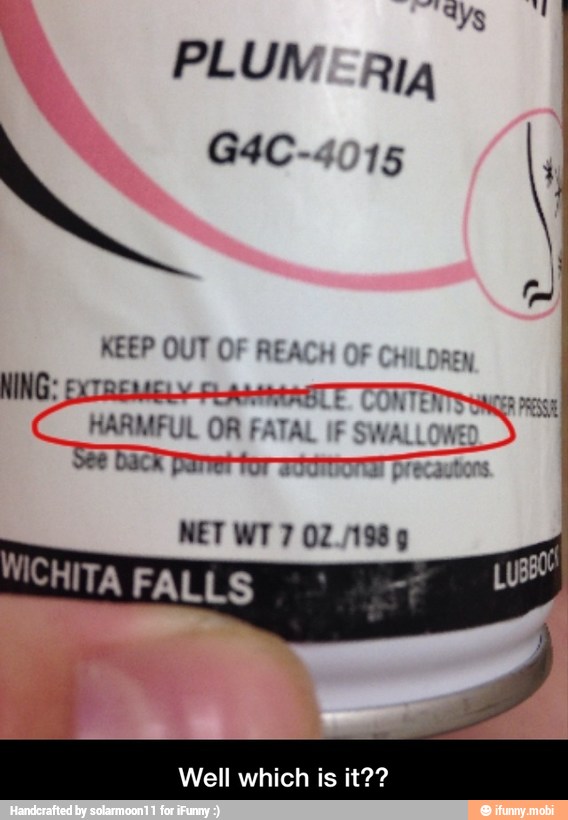 PLUMERIA
G4C-4015
KEEP OUT OF REACH OF CHILDREN.
NING: EXTREMELY FLAMMABLE. CONTENTS UNDER PRESSURE
HARMFUL OR FATAL IF SWALLOWED.
See back panel for additional precautions.
NET WT 7 OZ./198 g
WICHITA FALLS LUBBOCK
Well which is it??
Handcrafted by solarmoon11 for iFunny :) ifunny.mobi